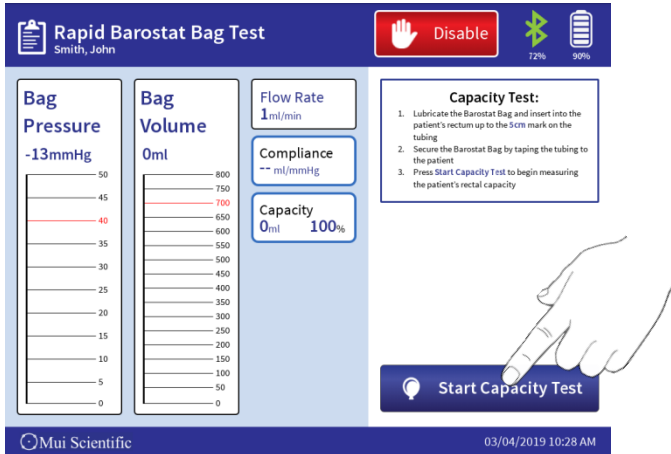 Rapid Barostat Bag Test
Smith, John
Disable
72%
90%
Bag
Pressure
-13mmHg
50
45
40
35
30
25
20
15
10
5
0
Bag
Volume
0ml
800
750
700
650
600
550
500
450
400
350
300
250
200
150
100
50
0
Flow Rate
1ml/min
Compliance
-- ml/mmHg
Capacity
0ml 100%
Capacity Test:
1. Lubricate the Barostat Bag and insert into the
patient's rectum up to the 5cm mark on the
tubing
2. Secure the Barostat Bag by taping the tubing to
the patient
3. Press Start Capacity Test to begin measuring
the patient's rectal capacity
Start Capacity Test
Mui Scientific
03/04/2019 10:28 AM